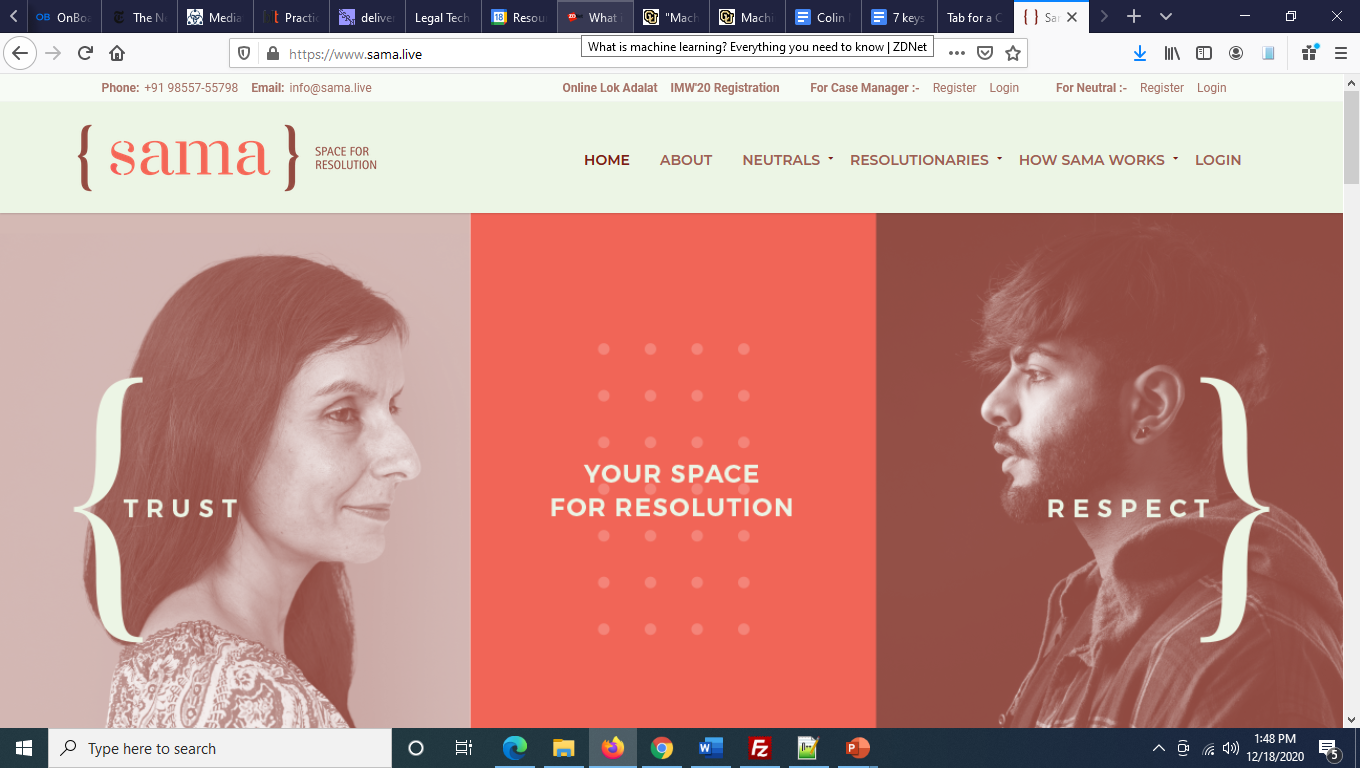 OB OnBoa
The N
Media
Practic
deliver
Legal Tech
18 Resou
What
"Mach
Machi
Colin
7 keys
Tab for a C
Sar
https://www.sama.live
What is machine learning? Everything you need to know | ZDNet
Phone: +91 98557-55798 Email: info@sama.live Online Lok Adalat IMW'20 Registration For Case Manager :- Register Login For Neutral :- Register Login
{ sama } SPACE FOR
RESOLUTION
HOME ABOUT NEUTRALS RESOLUTIONARIES HOW SAMA WORKS LOGIN
{ TRUST
YOUR SPACE
FOR RESOLUTION
RESPECT }
Type here to search
1:48 PM
12/18/2020
5